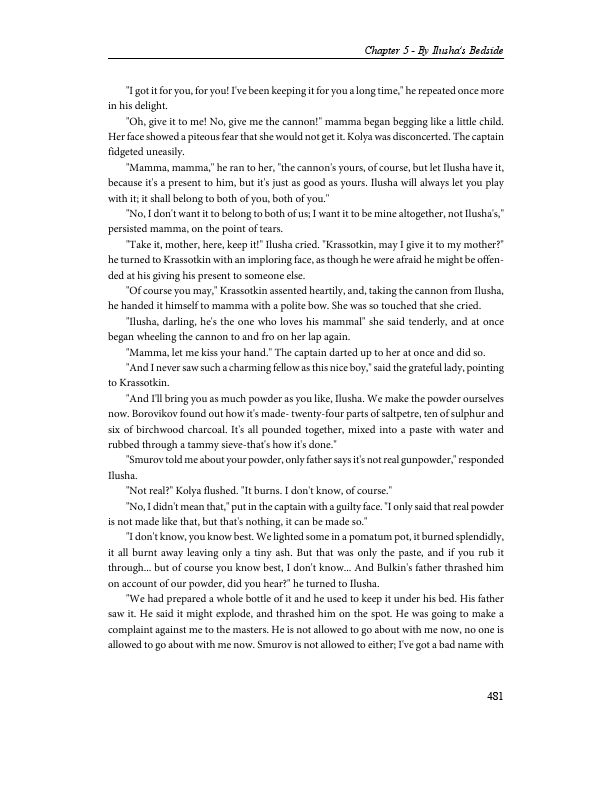 Chapter 5 - By Ilusha's Bedside
"I got it for you, for you! I've been keeping it for you a long time," he repeated once more
in his delight.
"Oh, give it to me! No, give me the cannon!" mamma began begging like a little child.
Her face showed a piteous fear that she would not get it. Kolya was disconcerted. The captain
fidgeted uneasily.
"Mamma, mamma," he ran to her, "the cannon's yours, of course, but let Ilusha have it,
because it's a present to him, but it's just as good as yours. Ilusha will always let you play
with it; it shall belong to both of you, both of you."
"No, I don't want it to belong to both of us; I want it to be mine altogether, not Ilusha's,"
persisted mamma, on the point of tears.
"Take it, mother, here, keep it!" Ilusha cried. "Krassotkin, may I give it to my mother?"
he turned to Krassotkin with an imploring face, as though he were afraid he might be offen-
ded at his giving his present to someone else.
"Of course you may," Krassotkin assented heartily, and, taking the cannon from Ilusha,
he handed it himself to mamma with a polite bow. She was so touched that she cried.
"Ilusha, darling, he's the one who loves his mammal" she said tenderly, and at once
began wheeling the cannon to and fro on her lap again.
"Mamma, let me kiss your hand." The captain darted up to her at once and did so.
"And I never saw such a charming fellow as this nice boy," said the grateful lady, pointing
to Krassotkin.
"And I'll bring you as much powder as you like, Ilusha. We make the powder ourselves
now. Borovikov found out how it's made- twenty-four parts of saltpetre, ten of sulphur and
six of birchwood charcoal. It's all pounded together, mixed into a paste with water and
rubbed through a tammy sieve-that's how it's done."
"Smurov told me about your powder, only father says it's not real gunpowder," responded
Ilusha.
"Not real?" Kolya flushed. "It burns. I don't know, of course."
"No, I didn't mean that," put in the captain with a guilty face. "I only said that real powder
is not made like that, but that's nothing, it can be made so."
"I don't know, you know best. We lighted some in a pomatum pot, it burned splendidly,
it all burnt away leaving only a tiny ash. But that was only the paste, and if you rub it
through... but of course you know best, I don't know... And Bulkin's father thrashed him
on account of our powder, did you hear?" he turned to Ilusha.
"We had prepared a whole bottle of it and he used to keep it under his bed. His father
saw it. He said it might explode, and thrashed him on the spot. He was going to make a
complaint against me to the masters. He is not allowed to go about with me now, no one is
allowed to go about with me now. Smurov is not allowed to either; I've got a bad name with
481